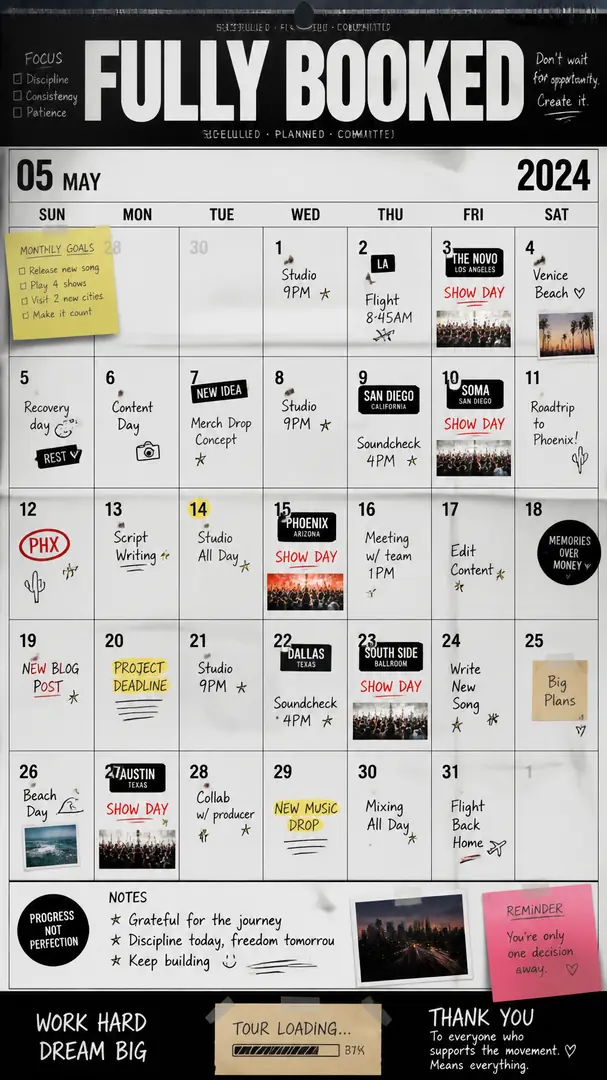 FULLY BOOKED
FOCUS
Discipline
Consistency
Patience
Don't wait
for opportunity.
Create it.
PLANNED
05 MAY
2024
SUN MON TUE WED THU FRI SAT
MONTHLY GOALS
Release new song
Play 4 shows
Visit 2 new cities
Make it count
28
30
1
Studio
9PM
2
LA
Flight
8:45AM
3
THE NOVO
LOS ANGELES
SHOW DAY
4
Venice
Beach ♡
5
Recovery
day
REST
6
Content
Day
7
NEW IDEA
Merch Drop
Concept
8
Studio
9PM
9
SAN DIEGO
CALIFORNIA
Soundcheck
4PM
10
SOMA
SAN DIEGO
SHOW DAY
11
Roadtrip
to
Phoenix!
12
PHX
13
Script
Writing
14
Studio
All Day
15
PHOENIX
ARIZONA
SHOW DAY
16
Meeting
w/ team
1PM
17
Edit
Content
18
MEMORIES
OVER
MONEY
19
NEW BLOG
POST
20
PROJECT
DEADLINE
21
Studio
9PM
22
DALLAS
TEXAS
Soundcheck
4PM
23
SOUTH SIDE
BALLROOM
SHOW DAY
24
Write
New
Song
25
Big
Plans
26
Beach
Day
27
AUSTIN
TEXAS
SHOW DAY
28
Collab
w/ producer
29
NEW MUSIC
DROP
30
Mixing
All Day
31
Flight
Back
Home
1
PROGRESS
NOT
PERFECTION
NOTES
Grateful for the journey
Discipline today, freedom tomorrou
Keep building
REMINDER
You're only
one decision
away. ♡
WORK HARD
DREAM BIG
TOUR LOADING...
87%
THANK YOU
To everyone who
supports the movement. ♡
Means everything.